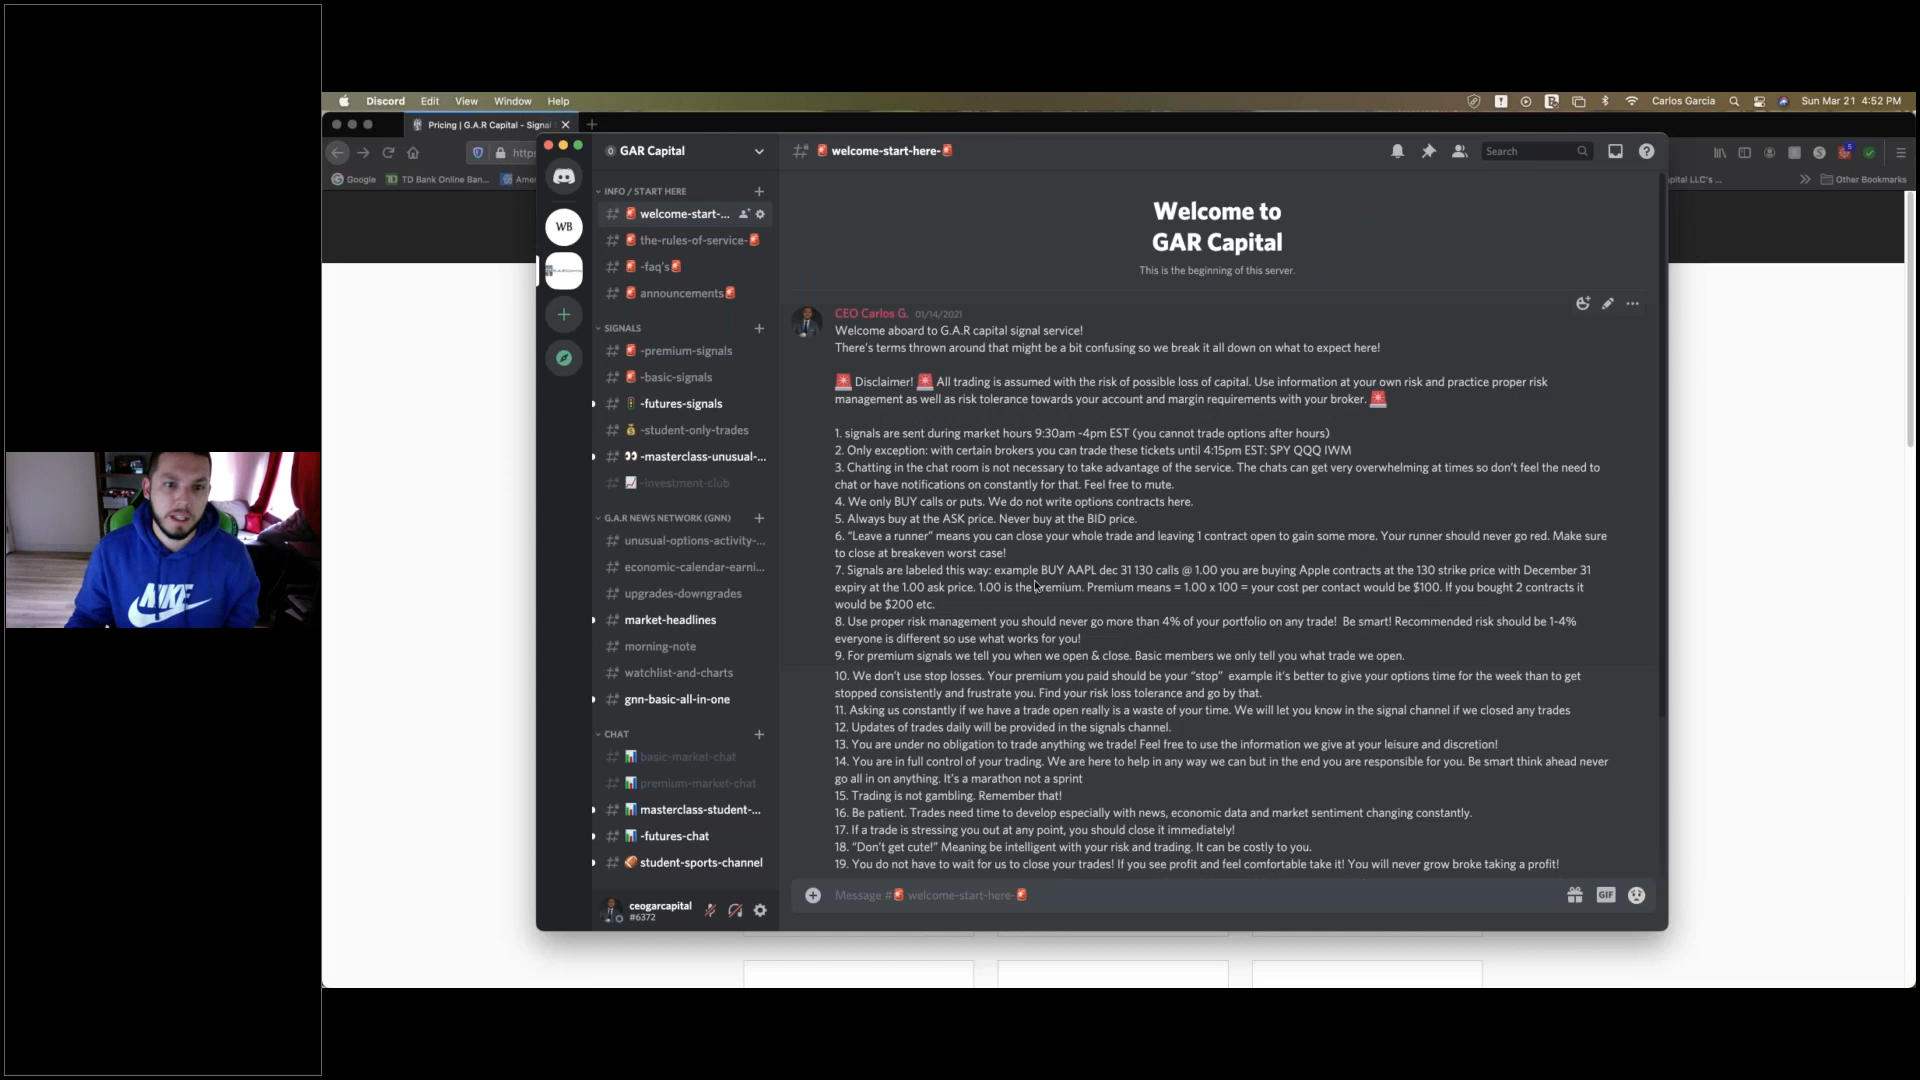 Discord Edit View Window Help
Carlos Garcia Sun Mar 21 4:52 PM
Pricing | G.A.R Capital - Signal
https
Google TD Bank Online Ban... Amer
pital LLC's ... Other Bookmarks
GAR Capital
welcome-start-here-
Search
WB
INFO / START HERE
welcome-start-...
the-rules-of-service-
-faq's
announcements
SIGNALS
-premium-signals
-basic-signals
-futures-signals
-student-only-trades
-masterclass-unusual-...
-investment-club
G.A.R NEWS NETWORK (GNN)
unusual-options-activity-...
economic-calendar-earni...
upgrades-downgrades
market-headlines
morning-note
watchlist-and-charts
gnn-basic-all-in-one
CHAT
basic-market-chat
premium-market-chat
masterclass-student-...
-futures-chat
student-sports-channel
ceogarcapital
#6372
Welcome to
GAR Capital
This is the beginning of this server.
CEO Carlos G. 01/14/2021
Welcome aboard to G.A.R capital signal service!
There's terms thrown around that might be a bit confusing so we break it all down on what to expect here!
Disclaimer! All trading is assumed with the risk of possible loss of capital. Use information at your own risk and practice proper risk
management as well as risk tolerance towards your account and margin requirements with your broker.
1. signals are sent during market hours 9:30am -4pm EST (you cannot trade options after hours)
2. Only exception: with certain brokers you can trade these tickets until 4:15pm EST: SPY QQQ IWM
3. Chatting in the chat room is not necessary to take advantage of the service. The chats can get very overwhelming at times so don't feel the need to
chat or have notifications on constantly for that. Feel free to mute.
4. We only BUY calls or puts. We do not write options contracts here.
5. Always buy at the ASK price. Never buy at the BID price.
6. “Leave a runner” means you can close your whole trade and leaving 1 contract open to gain some more. Your runner should never go red. Make sure
to close at breakeven worst case!
7. Signals are labeled this way: example BUY AAPL dec 31 130 calls @ 1.00 you are buying Apple contracts at the 130 strike price with December 31
expiry at the 1.00 ask price. 1.00 is the premium. Premium means = 1.00 x 100 = your cost per contact would be $100. If you bought 2 contracts it
would be $200 etc.
8. Use proper risk management you should never go more than 4% of your portfolio on any trade! Be smart! Recommended risk should be 1-4%
everyone is different so use what works for you!
9. For premium signals we tell you when we open & close. Basic members we only tell you what trade we open.
10. We don't use stop losses. Your premium you paid should be your “stop” example it's better to give your options time for the week than to get
stopped consistently and frustrate you. Find your risk loss tolerance and go by that.
11. Asking us constantly if we have a trade open really is a waste of your time. We will let you know in the signal channel if we closed any trades
12. Updates of trades daily will be provided in the signals channel.
13. You are under no obligation to trade anything we trade! Feel free to use the information we give at your leisure and discretion!
14. You are in full control of your trading. We are here to help in any way we can but in the end you are responsible for you. Be smart think ahead never
go all in on anything. It's a marathon not a sprint
15. Trading is not gambling. Remember that!
16. Be patient. Trades need time to develop especially with news, economic data and market sentiment changing constantly.
17. If a trade is stressing you out at any point, you should close it immediately!
18. “Don't get cute!” Meaning be intelligent with your risk and trading. It can be costly to you.
19. You do not have to wait for us to close your trades! If you see profit and feel comfortable take it! You will never grow broke taking a profit!
Message # welcome-start-here-
GIF
NIKE